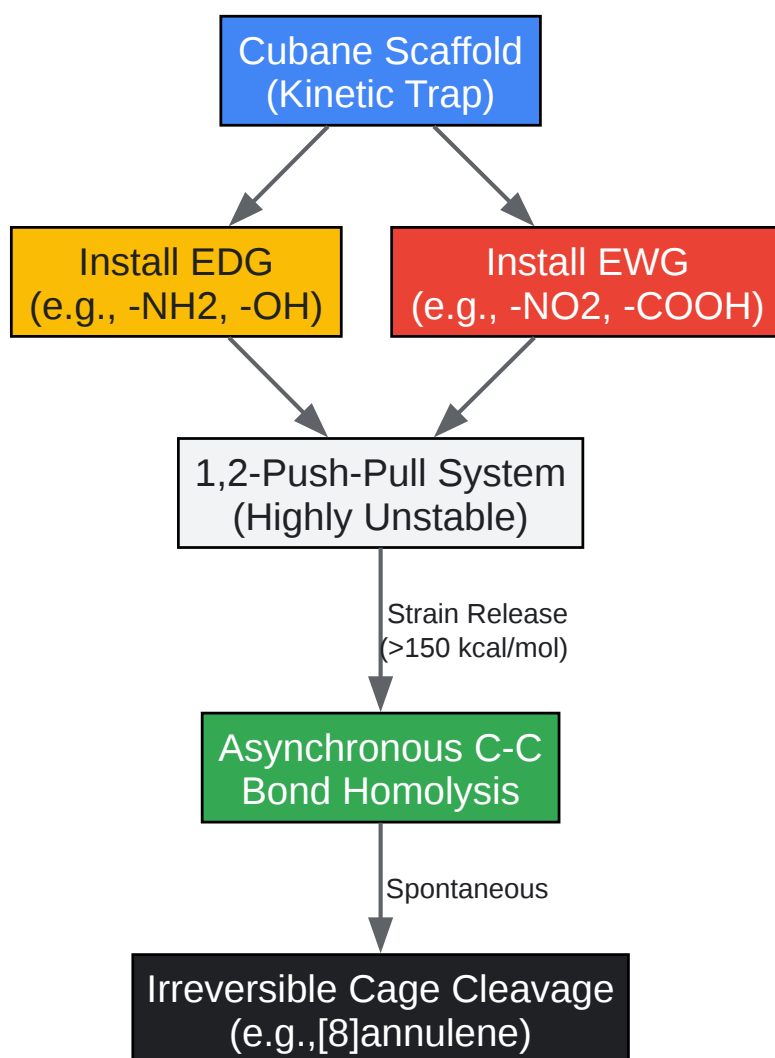 Cubane Scaffold
(Kinetic Trap)
Install EDG
(e.g., -NH2, -OH)
Install EWG
(e.g., -NO2, -COOH)
1,2-Push-Pull System
(Highly Unstable)
Strain Release
(>150 kcal/mol)
Asynchronous C-C
Bond Homolysis
Spontaneous
Irreversible Cage Cleavage
(e.g.,[8]annulene)